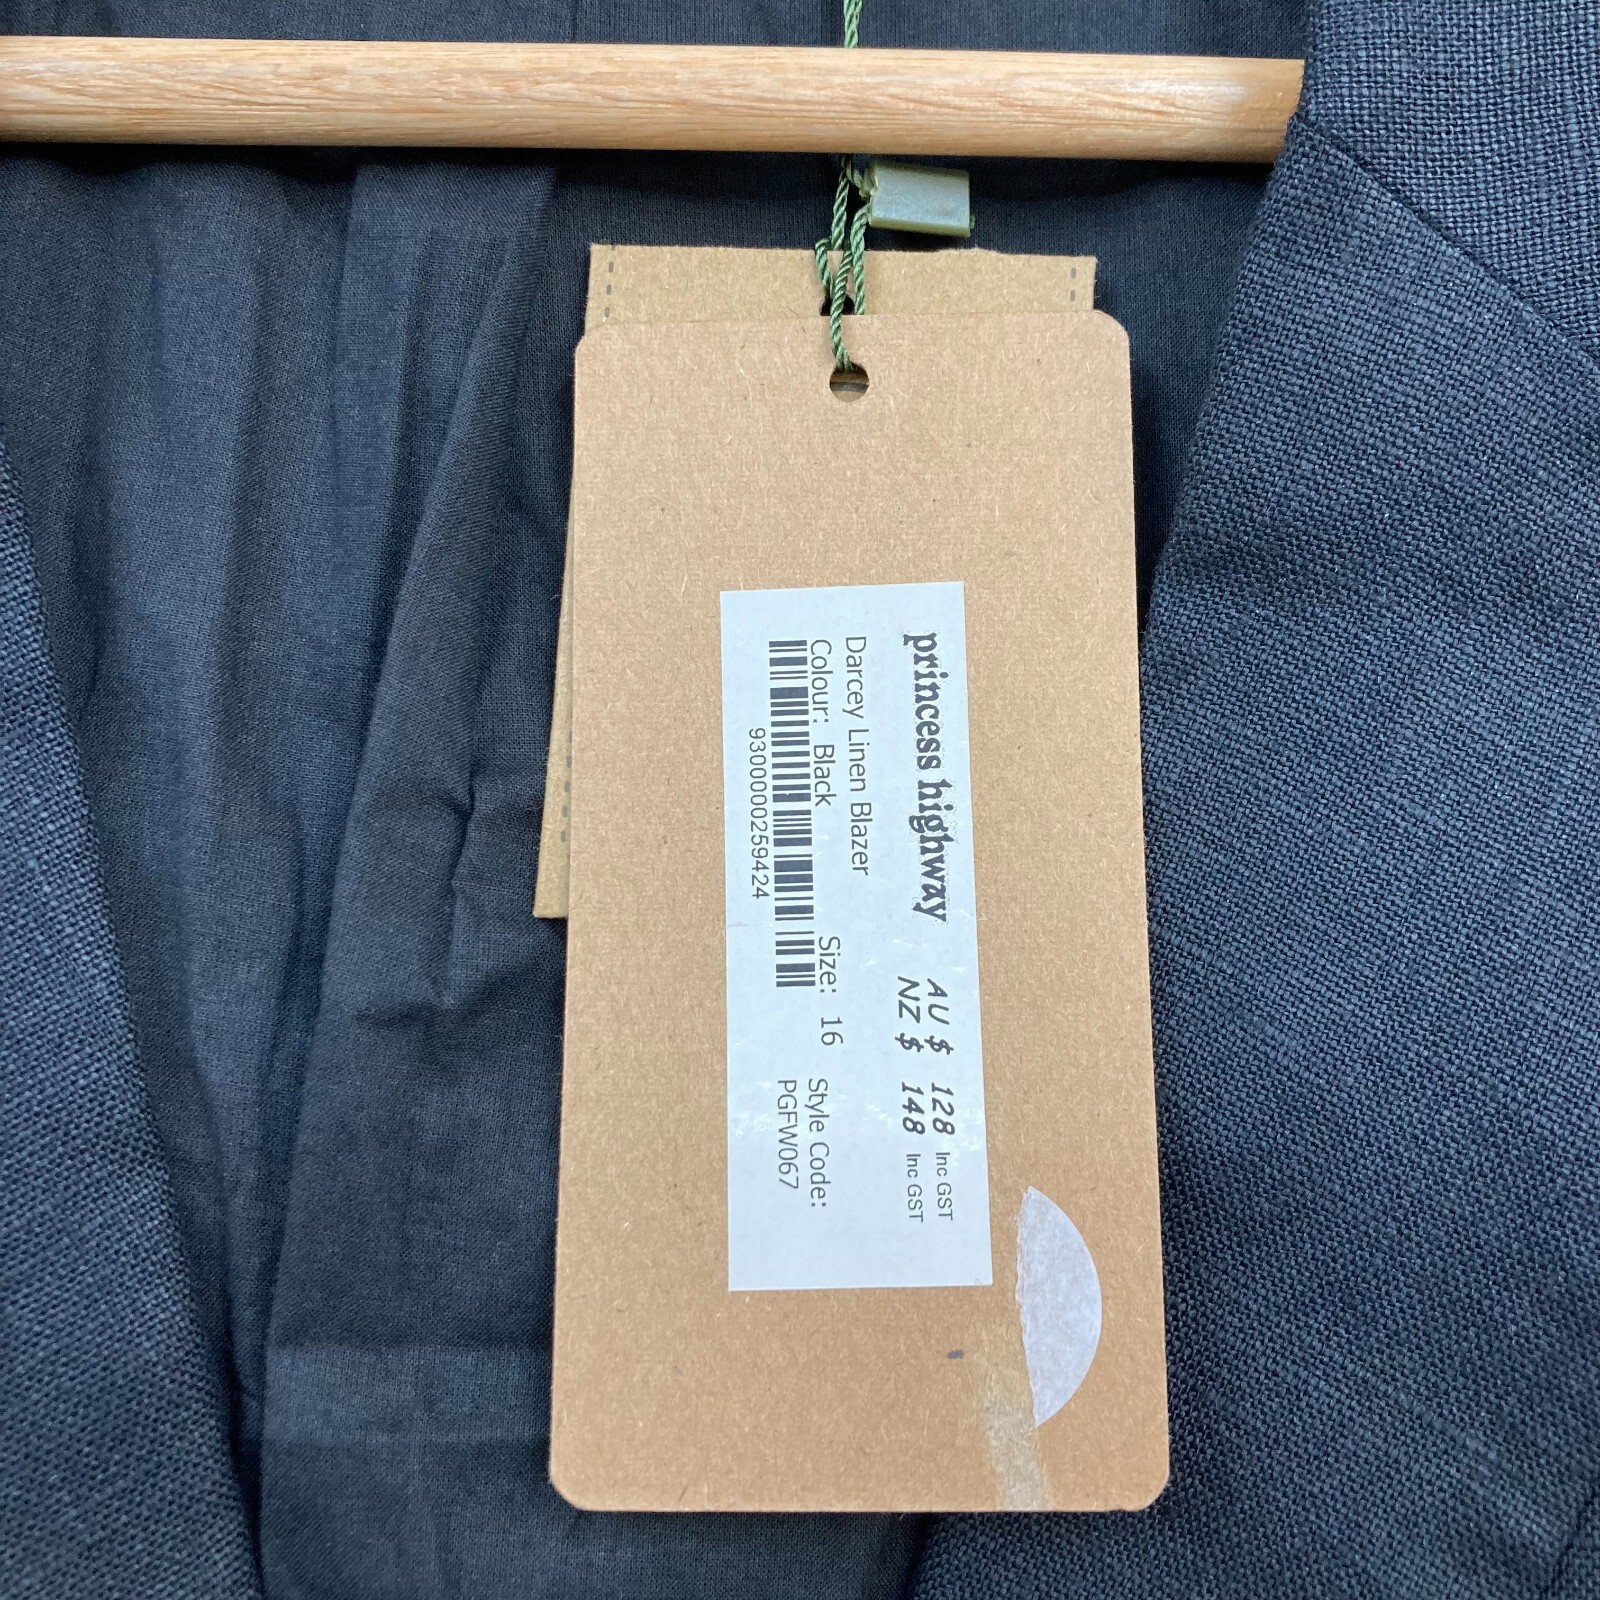 princess highway
AU $ 128 Inc GST
NZ $ 148 Inc GST
Darcey Linen Blazer
Colour: Black Size: 16 Style Code:
PGFW067
9300000259424